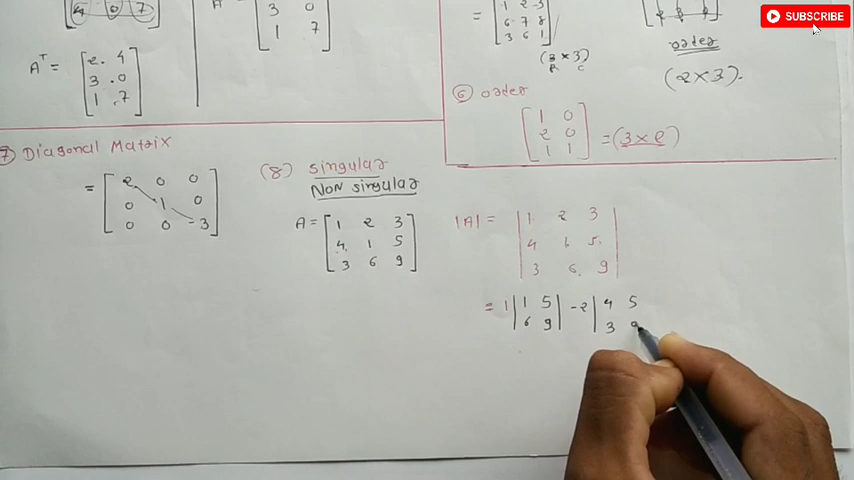 4 0 7
A^T = [2 4
3 0
1 7]
A
3 0
1 7
= [1 2 3
6 7 8
3 6 1]
(3 × 3)
R C
order
(2 × 3).
⑥ order
[1 0
2 0
1 1] = (3 × 2)
⑦ Diagonal Matrix
= [2 0 0
0 1 0
0 0 -3]
(8) Singular
Non singular
A = [1 2 3
4 1 5
3 6 9]
|A| = |1 2 3
4 1 5
3 6 9|
= 1 |1 5| -2 |4 5
6 9 3 9
SUBSCRIBE